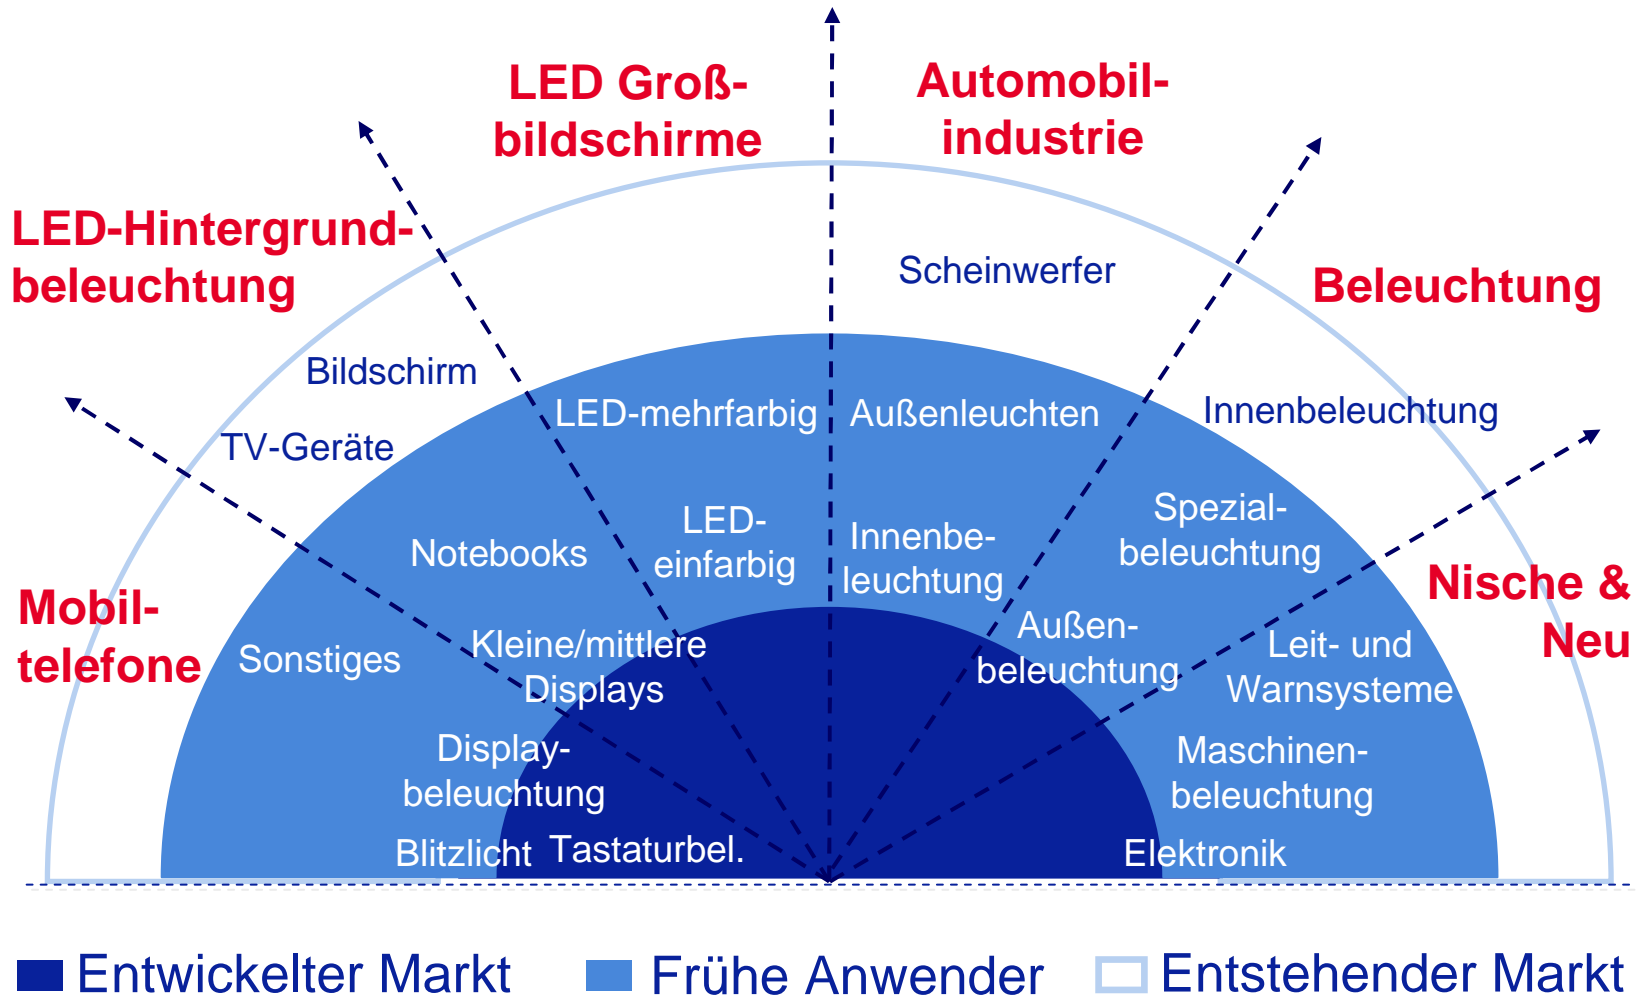 LED Groß-
bildschirme
Automobil-
industrie
LED-Hintergrund-
beleuchtung
Beleuchtung
Scheinwerfer
Bildschirm
TV-Geräte
LED-mehrfarbig
Außenleuchten
Innenbeleuchtung
Notebooks
LED-
einfarbig
Innenbe-
leuchtung
Spezial-
beleuchtung
Mobil-
telefone
Nische &
Neu
Sonstiges
Kleine/mittlere
Displays
Außen-
beleuchtung
Leit- und
Warnsysteme
Display-
beleuchtung
Maschinen-
beleuchtung
Blitzlicht
Tastaturbel.
Elektronik
Entwickelter Markt
Frühe Anwender
Entstehender Markt